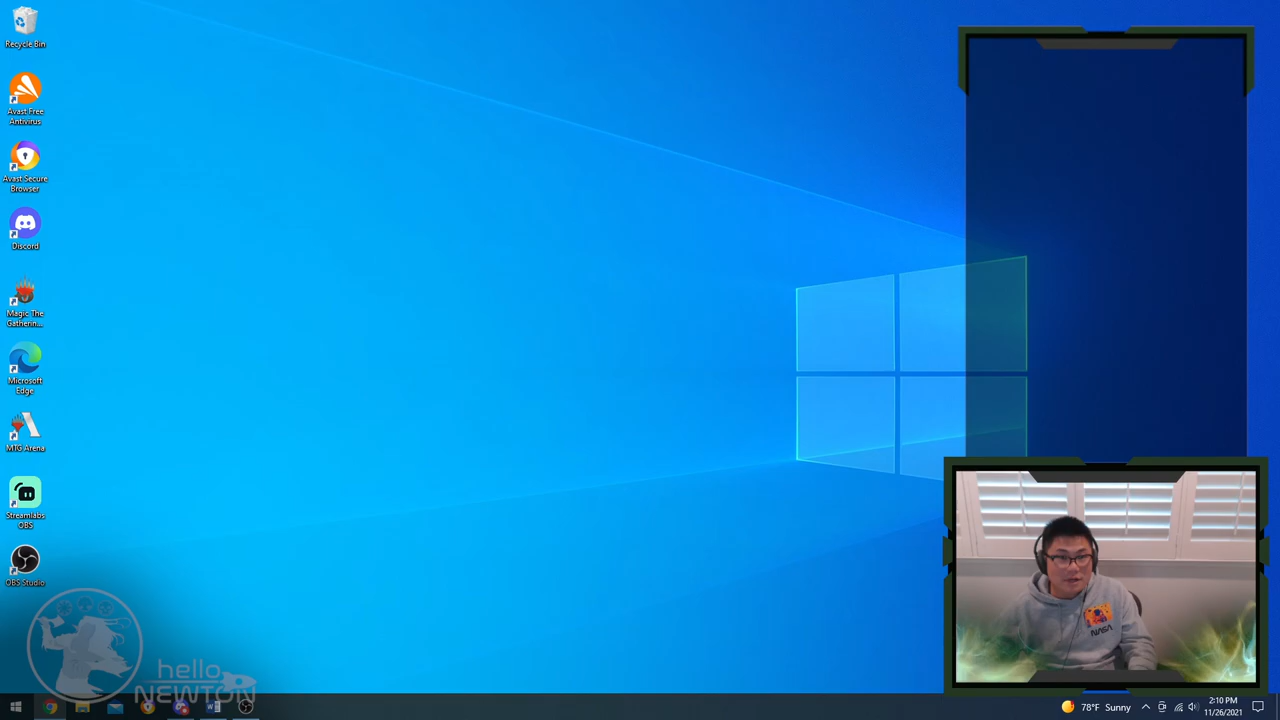 Recycle Bin
Avast Free
Antivirus
Avast Secure
Browser
Discord
Magic The
Gatherin...
Microsoft
Edge
MTG Arena
Streamlabs
OBS
OBS Studio
hello
NEWTON
NASA
78°F Sunny
2:10 PM
11/26/2021